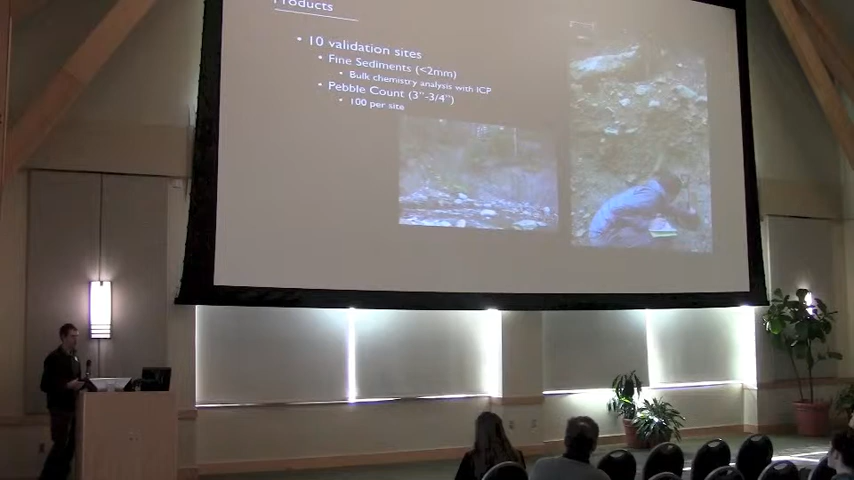 Products
• 10 validation sites
• Fine Sediments (<2mm)
• Bulk chemistry analysis with ICP
• Pebble Count (3"-3/4")
• 100 per site